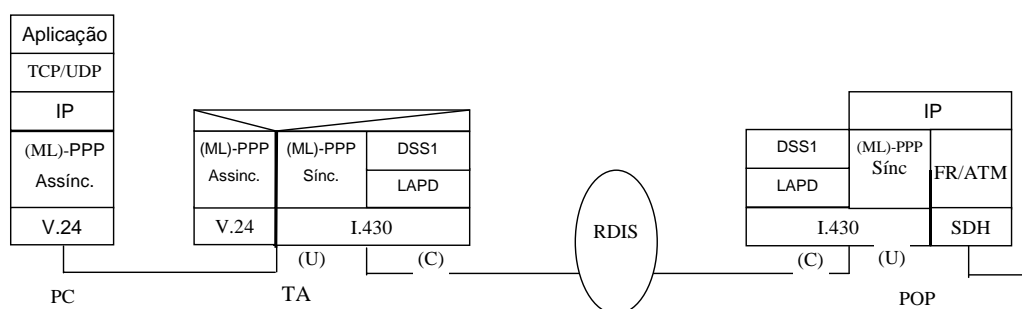 Aplicação
TCP/UDP
IP
(ML)-PPP
Assínc.
V.24
PC
(ML)-PPP
Assinc.
(ML)-PPP
Sínc.
DSS1
LAPD
V.24
I.430
(U)
(C)
TA
RDIS
IP
DSS1
LAPD
(ML)-PPP
Sínc
FR/ATM
I.430
SDH
(C)
(U)
POP